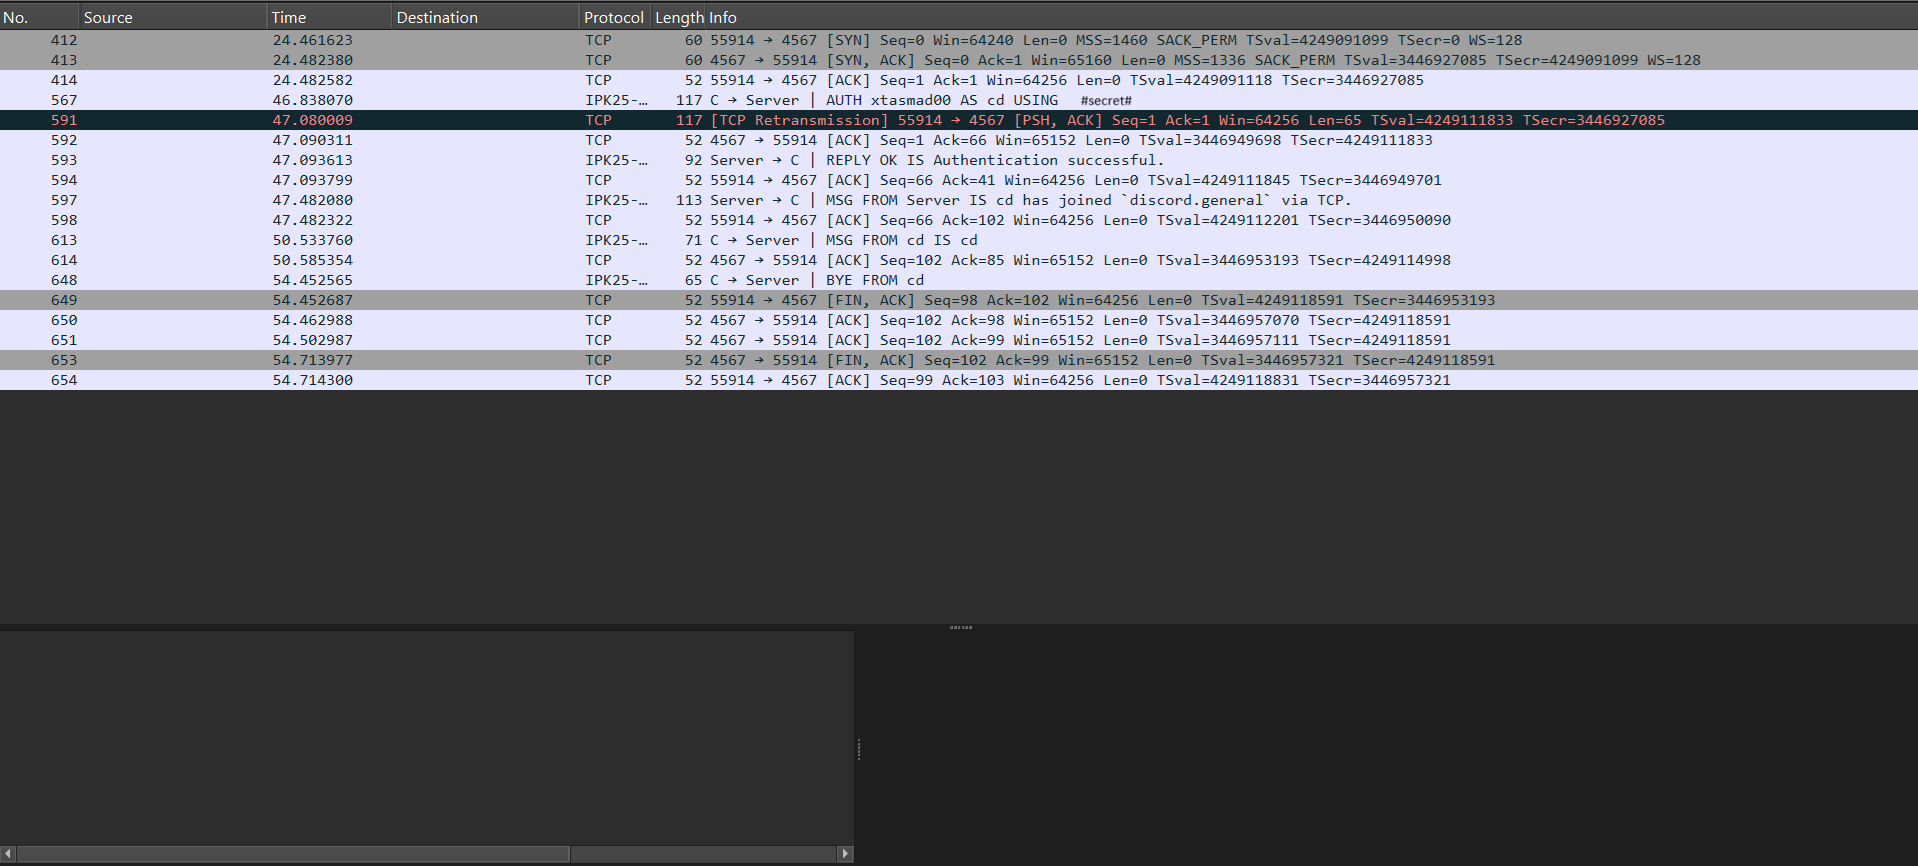 No. Source Time Destination Protocol Length Info
412 24.461623 TCP 60 55914 → 4567 [SYN] Seq=0 Win=64240 Len=0 MSS=1460 SACK_PERM TSval=4249091099 TSecr=0 WS=128
413 24.482380 TCP 60 4567 → 55914 [SYN, ACK] Seq=0 Ack=1 Win=65160 Len=0 MSS=1336 SACK_PERM TSval=3446927085 TSecr=4249091099 WS=128
414 24.482582 TCP 52 55914 → 4567 [ACK] Seq=1 Ack=1 Win=64256 Len=0 TSval=4249091118 TSecr=3446927085
567 46.838070 IPK25-… 117 C → Server | AUTH xtasmad00 AS cd USING #secret#
591 47.080009 TCP 117 [TCP Retransmission] 55914 → 4567 [PSH, ACK] Seq=1 Ack=1 Win=64256 Len=65 TSval=4249111833 TSecr=3446927085
592 47.090311 TCP 52 4567 → 55914 [ACK] Seq=1 Ack=66 Win=65152 Len=0 TSval=3446949698 TSecr=4249111833
593 47.093613 IPK25-… 92 Server → C | REPLY OK IS Authentication successful.
594 47.093799 TCP 52 55914 → 4567 [ACK] Seq=66 Ack=41 Win=64256 Len=0 TSval=4249111845 TSecr=3446949701
597 47.482080 IPK25-… 113 Server → C | MSG FROM Server IS cd has joined `discord.general` via TCP.
598 47.482322 TCP 52 55914 → 4567 [ACK] Seq=66 Ack=102 Win=64256 Len=0 TSval=4249112201 TSecr=3446950090
613 50.533760 IPK25-… 71 C → Server | MSG FROM cd IS cd
614 50.585354 TCP 52 4567 → 55914 [ACK] Seq=102 Ack=85 Win=65152 Len=0 TSval=3446953193 TSecr=4249114998
648 54.452565 IPK25-… 65 C → Server | BYE FROM cd
649 54.452687 TCP 52 55914 → 4567 [FIN, ACK] Seq=98 Ack=102 Win=64256 Len=0 TSval=4249118591 TSecr=3446953193
650 54.462988 TCP 52 4567 → 55914 [ACK] Seq=102 Ack=98 Win=65152 Len=0 TSval=3446957070 TSecr=4249118591
651 54.502987 TCP 52 4567 → 55914 [ACK] Seq=102 Ack=99 Win=65152 Len=0 TSval=3446957111 TSecr=4249118591
653 54.713977 TCP 52 4567 → 55914 [FIN, ACK] Seq=102 Ack=99 Win=65152 Len=0 TSval=3446957321 TSecr=4249118591
654 54.714300 TCP 52 55914 → 4567 [ACK] Seq=99 Ack=103 Win=64256 Len=0 TSval=4249118831 TSecr=3446957321